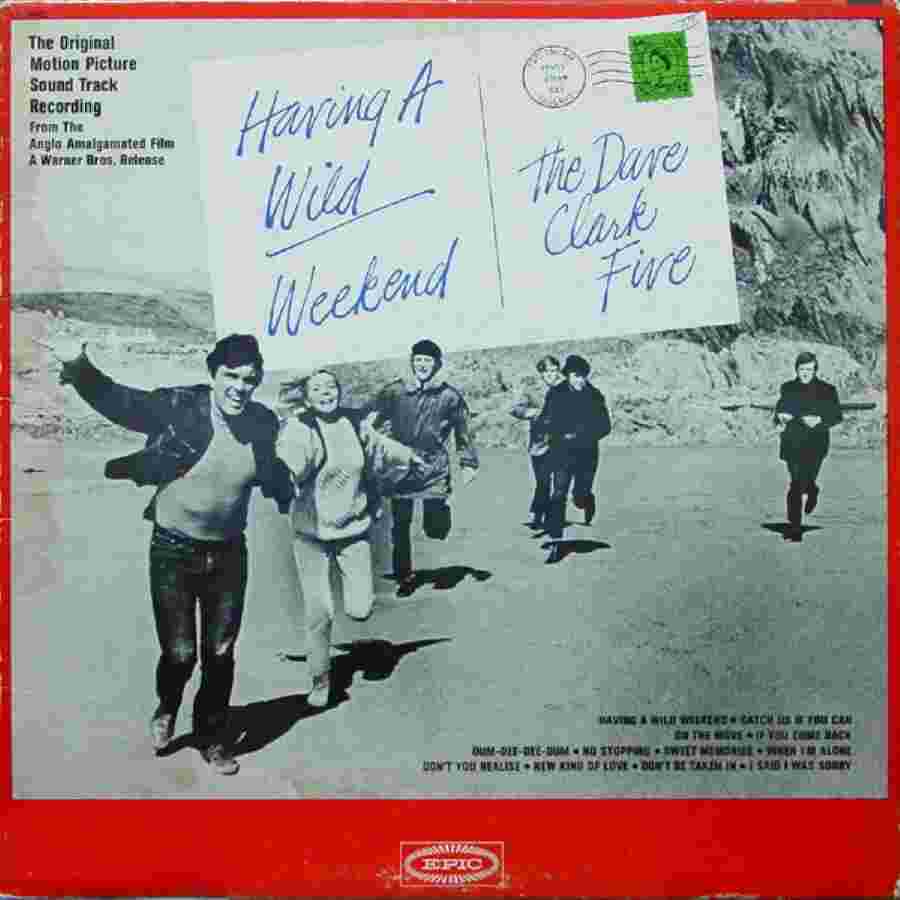 The Original
Motion Picture
Sound Track
Recording
From The
Anglo Amalgamated Film
A Warner Bros. Release
Having A
Wild
Weekend
The Dave
Clark
Five
HAVING A WILD WEEKEND • CATCH US IF YOU CAN
ON THE MOVE • IF YOU COME BACK
DUM-DEE-DEE-DUM • NO STOPPING • SWEET MEMORIES • WHEN I'M ALONE
DON'T YOU REALISE • NEW KIND OF LOVE • DON'T BE TAKEN IN • I SAID I WAS SORRY
EPIC